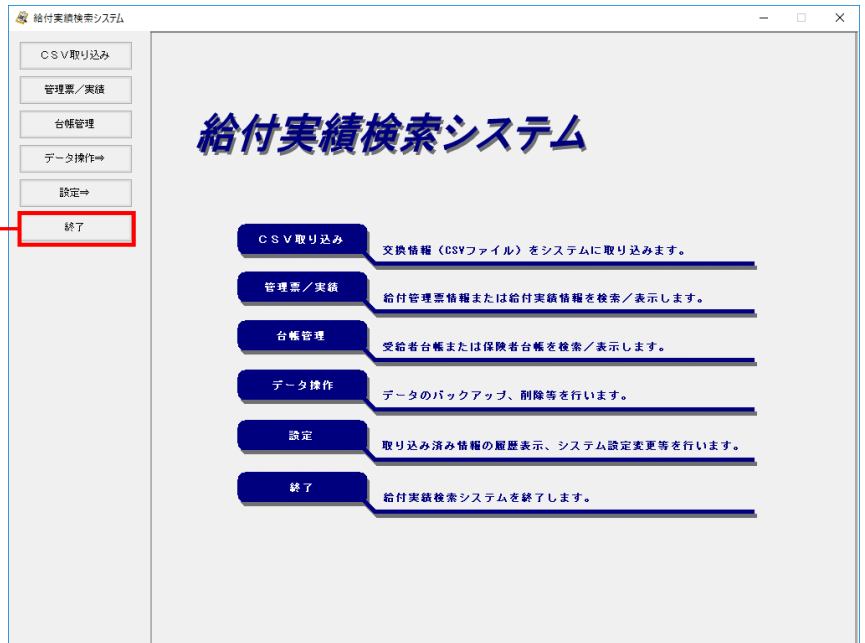 給付実績検索システム
CSV取り込み
管理票／実績
台帳管理
データ操作⇒
設定⇒
終了
給付実績検索システム
CSV取り込み
交換情報（CSVファイル）をシステムに取り込みます。
管理票／実績
給付管理票情報または給付実績情報を検索／表示します。
台帳管理
受給者台帳または保険者台帳を検索／表示します。
データ操作
データのバックアップ、削除等を行います。
設定
取り込み済み情報の履歴表示、システム設定変更等を行います。
終了
給付実績検索システムを終了します。